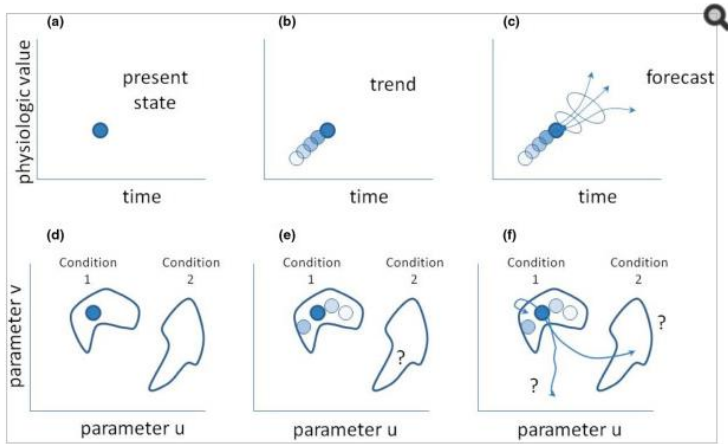 (a)
physiologic value
present
state
time
(b)
trend
time
(c)
forecast
time
(d)
Condition
1
Condition
2
parameter v
parameter u
(e)
Condition
1
Condition
2
?
parameter u
(f)
Condition
1
Condition
2
?
?
parameter u